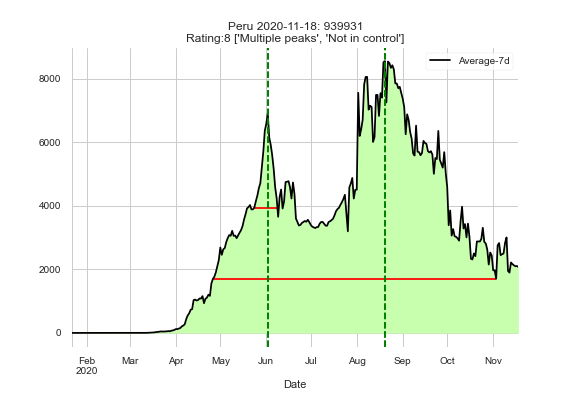 Peru 2020-11-18: 939931
Rating:8 ['Multiple peaks', 'Not in control']
Average-7d
8000
6000
4000
2000
0
Feb Mar Apr May Jun Jul Aug Sep Oct Nov
2020
Date